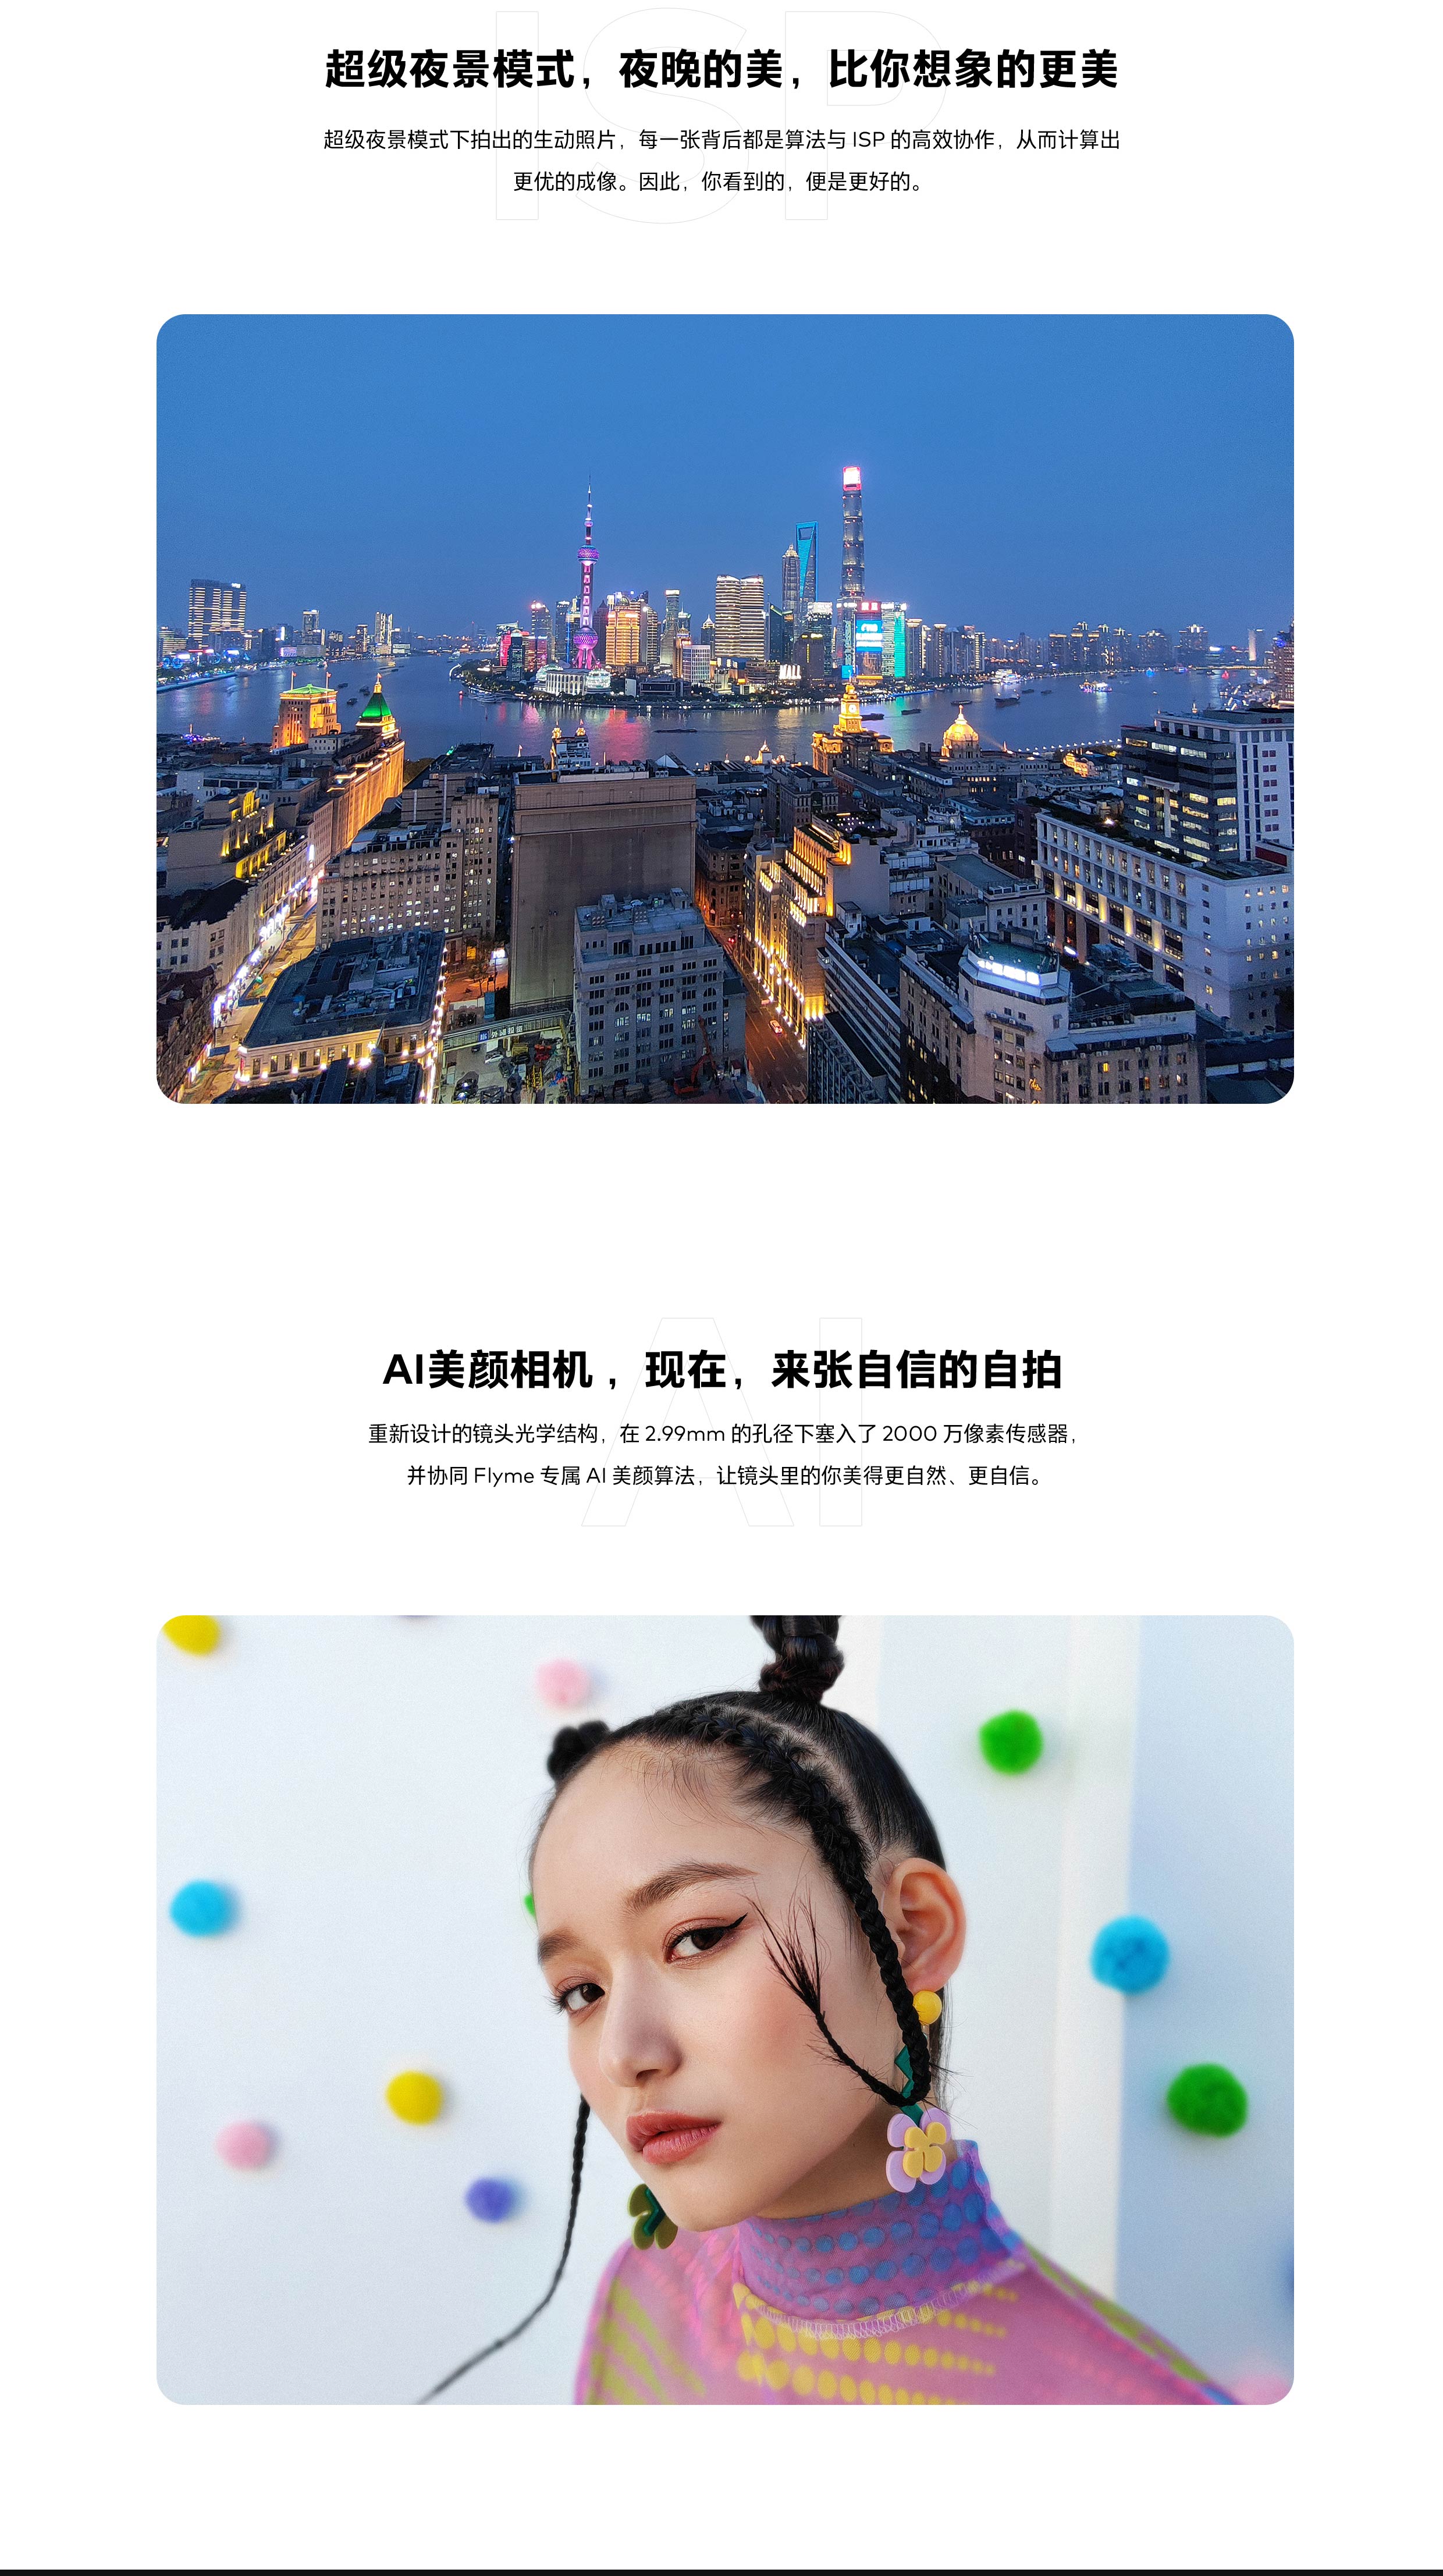 ISP
超级夜景模式，夜晚的美，比你想象的更美
超级夜景模式下拍出的生动照片，每一张背后都是算法与 ISP 的高效协作，从而计算出
更优的成像。因此，你看到的，便是更好的。
AI
AI美颜相机 ，现在，来张自信的自拍
重新设计的镜头光学结构，在 2.99mm 的孔径下塞入了 2000 万像素传感器，
并协同 Flyme 专属 AI 美颜算法，让镜头里的你美得更自然、更自信。